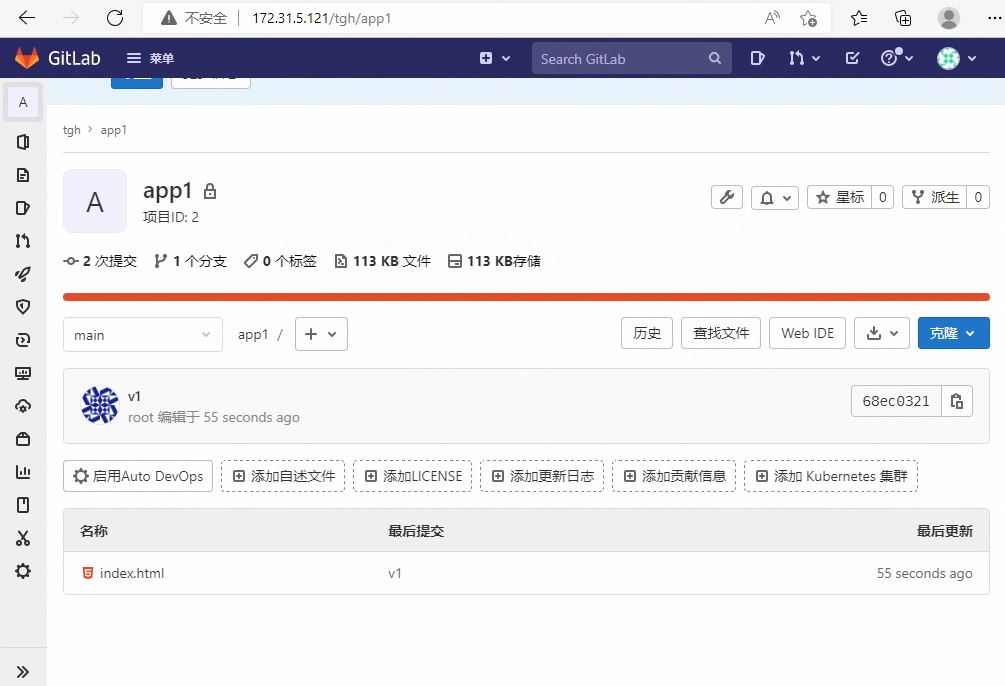 不安全 172.31.5.121/tgh/app1
GitLab 菜单 Search GitLab
A
tgh › app1
A
app1
项目ID: 2
星标 0 派生 0
2 次提交 1 个分支 0 个标签 113 KB 文件 113 KB存储
main app1 / 历史 查找文件 Web IDE 克隆
v1
root 编辑于 55 seconds ago
68ec0321
启用Auto DevOps 添加自述文件 添加LICENSE 添加更新日志 添加贡献信息 添加 Kubernetes 集群
名称 最后提交 最后更新
index.html v1 55 seconds ago